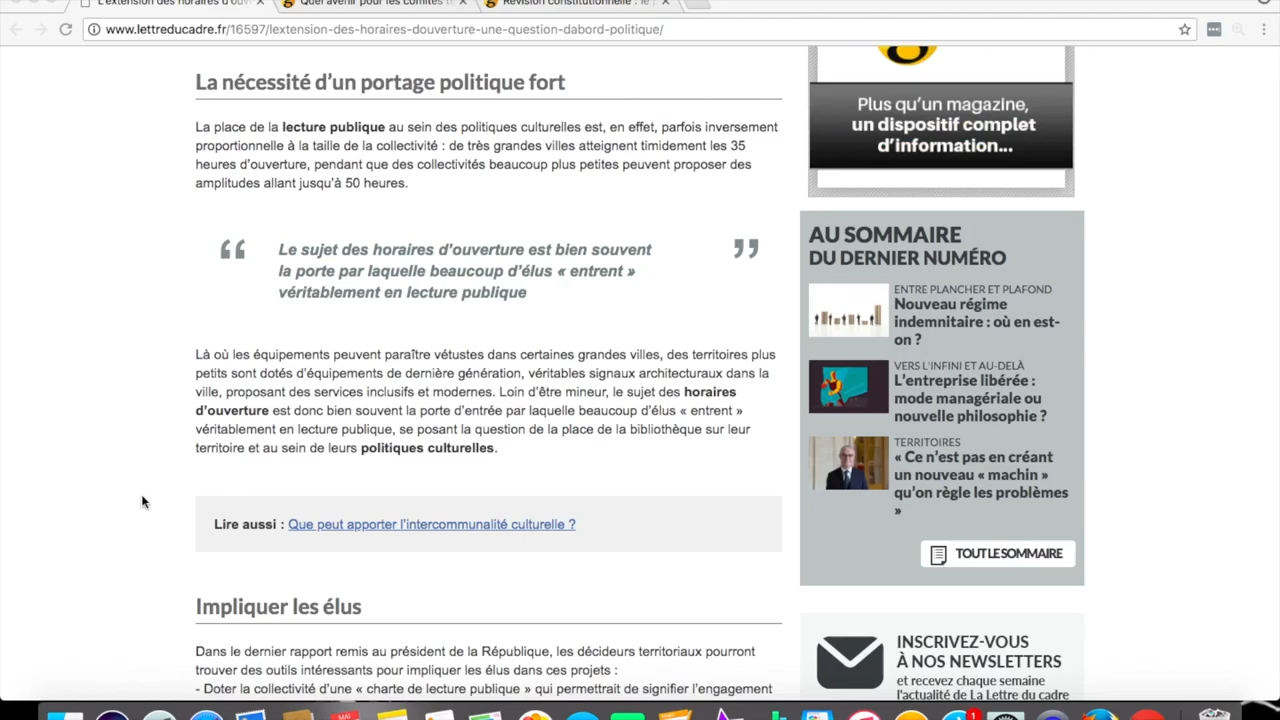 L'extension des horaires d'ouv
Quel avenir pour les comités te
Révision constitutionnelle : le p
www.lettreducadre.fr/16597/lextension-des-horaires-douverture-une-question-dabord-politique/
La nécessité d'un portage politique fort
La place de la lecture publique au sein des politiques culturelles est, en effet, parfois inversement
proportionnelle à la taille de la collectivité : de très grandes villes atteignent timidement les 35
heures d'ouverture, pendant que des collectivités beaucoup plus petites peuvent proposer des
amplitudes allant jusqu'à 50 heures.
“ Le sujet des horaires d'ouverture est bien souvent ”
la porte par laquelle beaucoup d'élus « entrent »
véritablement en lecture publique
Là où les équipements peuvent paraître vétustes dans certaines grandes villes, des territoires plus
petits sont dotés d'équipements de dernière génération, véritables signaux architecturaux dans la
ville, proposant des services inclusifs et modernes. Loin d'être mineur, le sujet des horaires
d'ouverture est donc bien souvent la porte d'entrée par laquelle beaucoup d'élus « entrent »
véritablement en lecture publique, se posant la question de la place de la bibliothèque sur leur
territoire et au sein de leurs politiques culturelles.
Lire aussi : Que peut apporter l'intercommunalité culturelle ?
Impliquer les élus
Dans le dernier rapport remis au président de la République, les décideurs territoriaux pourront
trouver des outils intéressants pour impliquer les élus dans ces projets :
- Doter la collectivité d'une « charte de lecture publique » qui permettrait de signifier l'engagement
Plus qu'un magazine,
un dispositif complet
d'information...
AU SOMMAIRE
DU DERNIER NUMÉRO
ENTRE PLANCHER ET PLAFOND
Nouveau régime
indemnitaire : où en est-
on ?
VERS L'INFINI ET AU-DELÀ
L'entreprise libérée :
mode managériale ou
nouvelle philosophie ?
TERRITOIRES
« Ce n'est pas en créant
un nouveau « machin »
qu'on règle les problèmes
»
TOUT LE SOMMAIRE
INSCRIVEZ-VOUS
À NOS NEWSLETTERS
et recevez chaque semaine
l'actualité de La Lettre du cadre
MAI
1